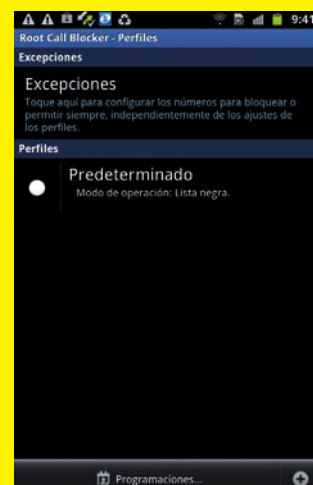 9:41
Root Call Blocker - Perfiles
Excepciones
Excepciones
Toque aquí para configurar los números para bloquear o
permitir siempre, independientemente de los ajustes de
los perfiles.
Perfiles
Predeterminado
Modo de operación: Lista negra.
Programaciones...